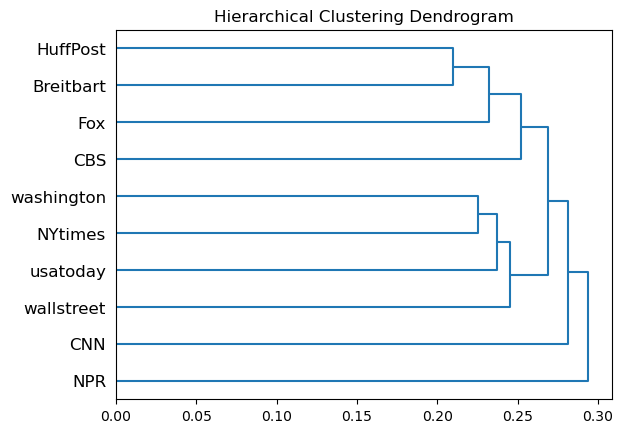 Hierarchical Clustering Dendrogram
HuffPost
Breitbart
Fox
CBS
washington
NYtimes
usatoday
wallstreet
CNN
NPR
0.00 0.05 0.10 0.15 0.20 0.25 0.30